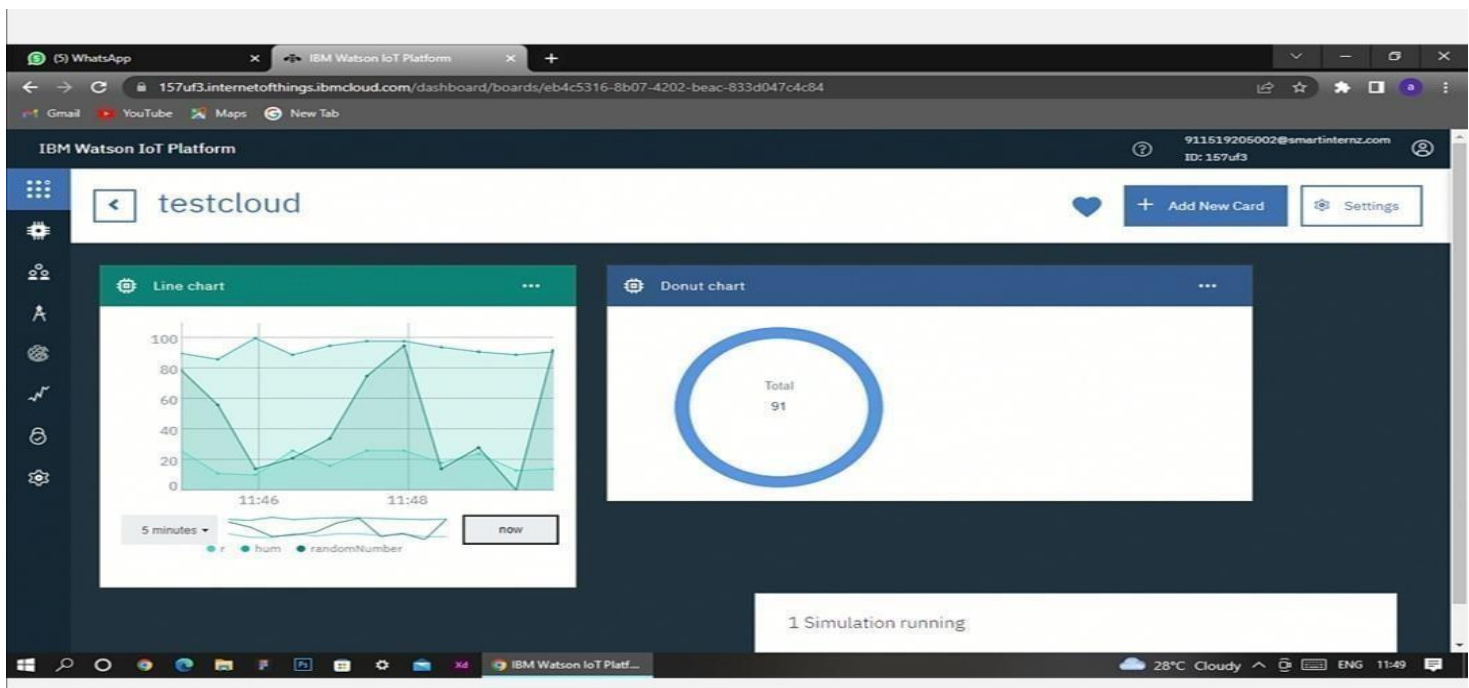 (5) WhatsApp
IBM Watson IoT Platform
157uf3.internetofthings.ibmcloud.com/dashboard/boards/eb4c5316-8b07-4202-beac-833d047c4c84
a
Gmail YouTube Maps New Tab
IBM Watson IoT Platform
911519205002@smartinternz.com
ID: 157uf3
testcloud
+ Add New Card
Settings
Line chart
100
80
60
40
20
0
11:46 11:48
5 minutes
now
r hum randomNumber
Donut chart
Total
91
1 Simulation running
Ps
Xd
IBM Watson IoT Platf...
28°C Cloudy
ENG 11:49